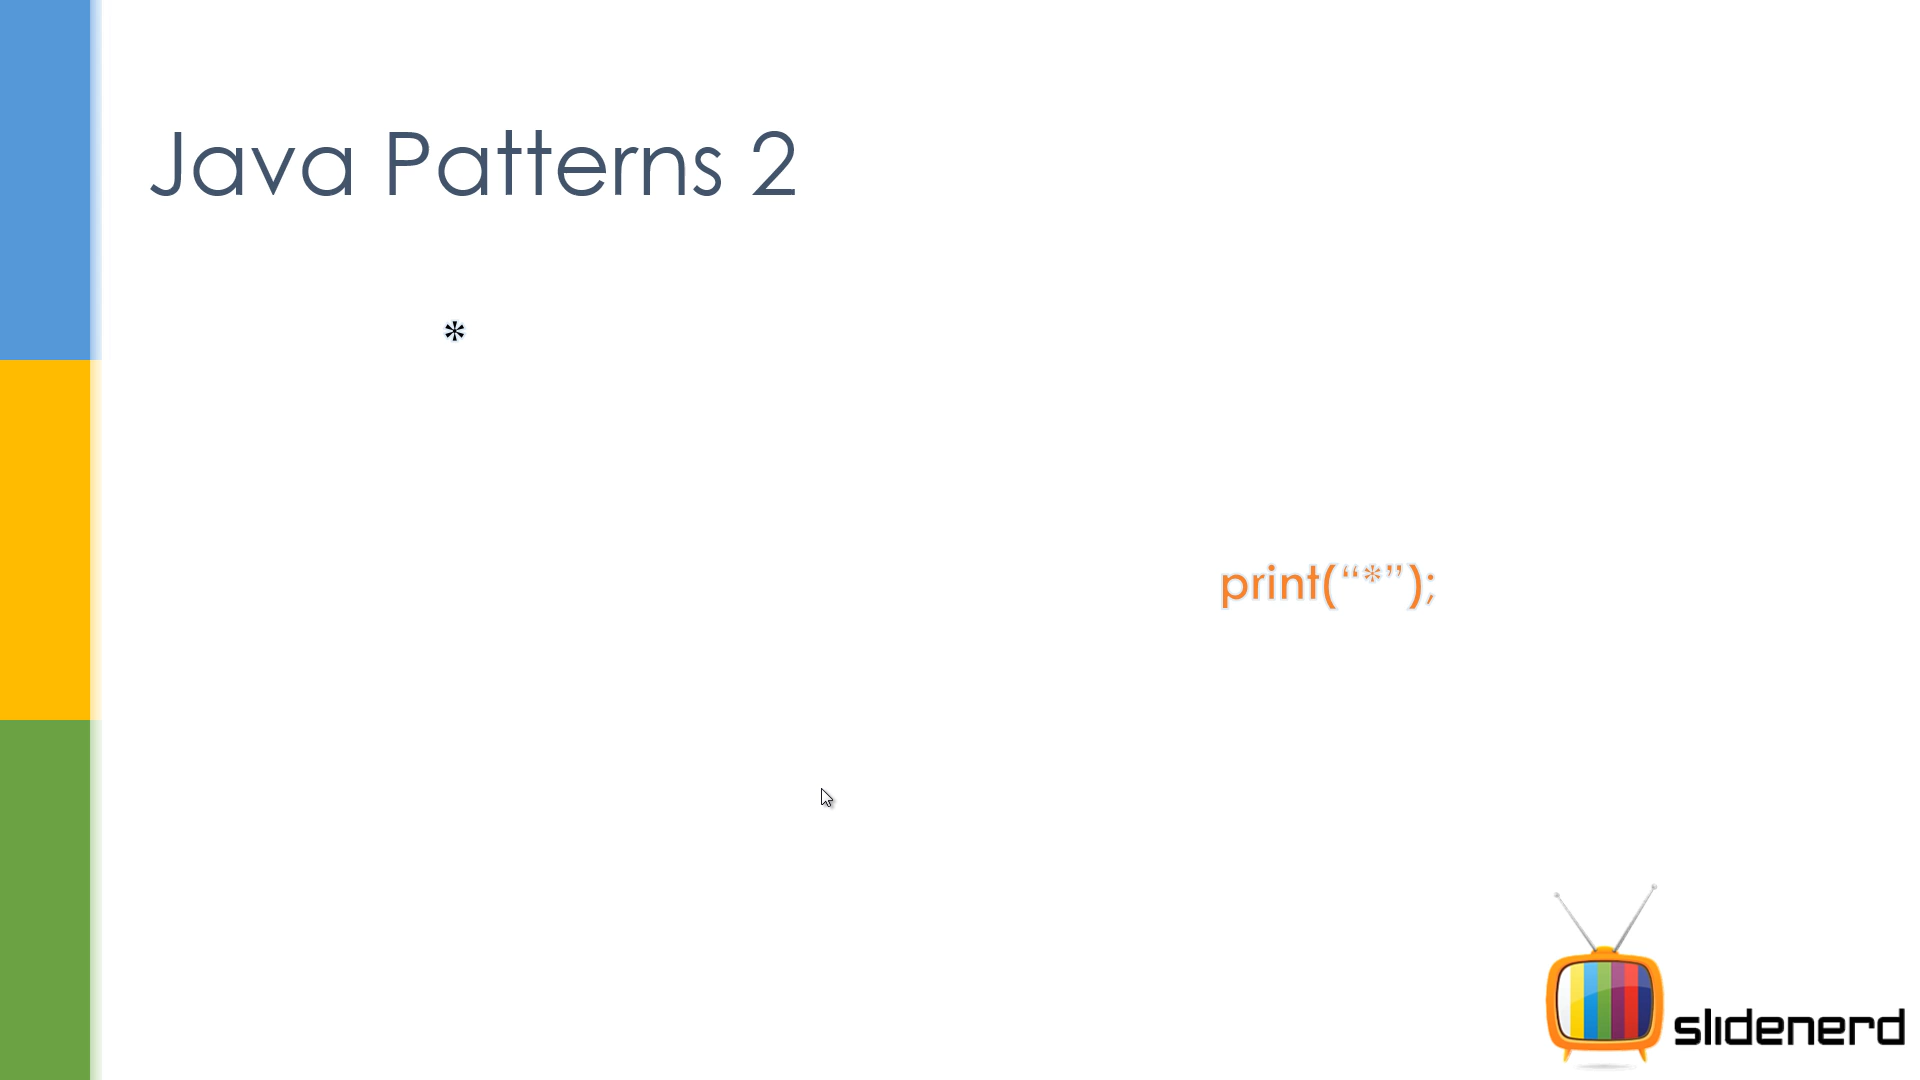 Java Patterns 2
*
print(“*”);
slidenerd